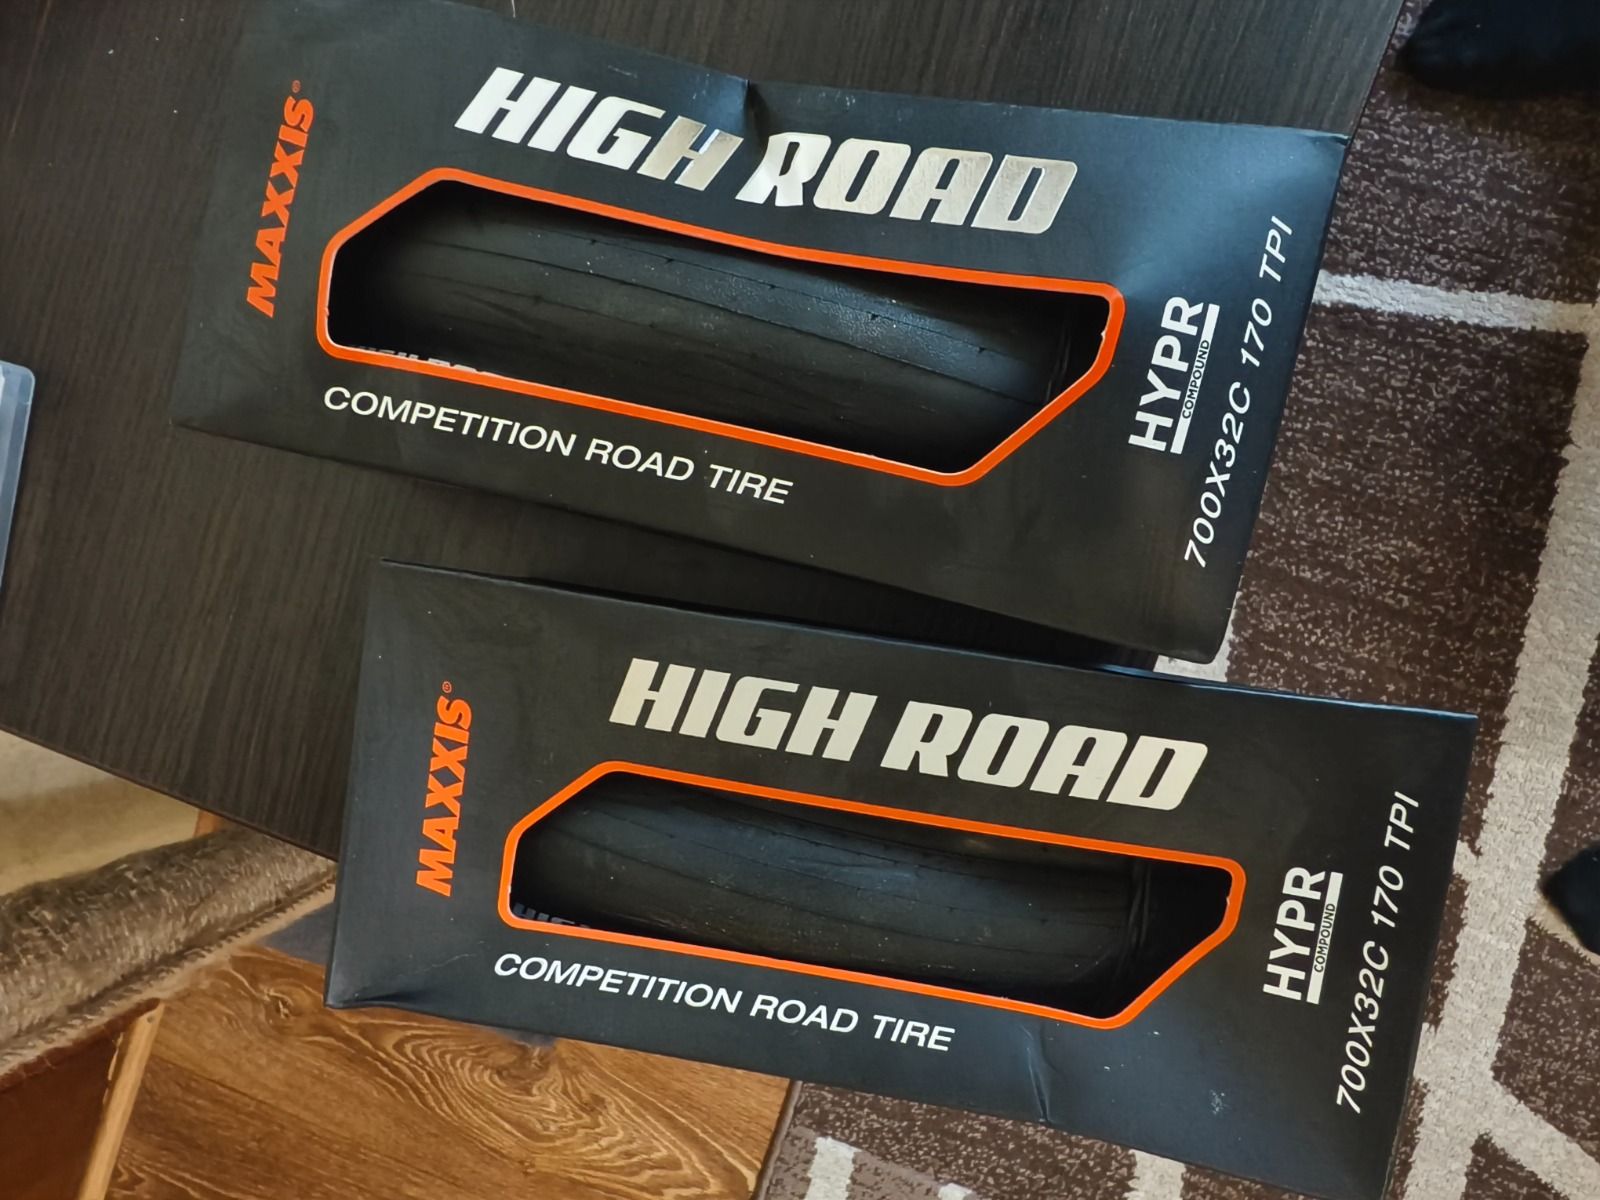 MAXXIS®
HIGH ROAD
COMPETITION ROAD TIRE
HYPR
COMPOUND
700X32C 170 TPI
MAXXIS®
HIGH ROAD
COMPETITION ROAD TIRE
HYPR
COMPOUND
700X32C 170 TPI